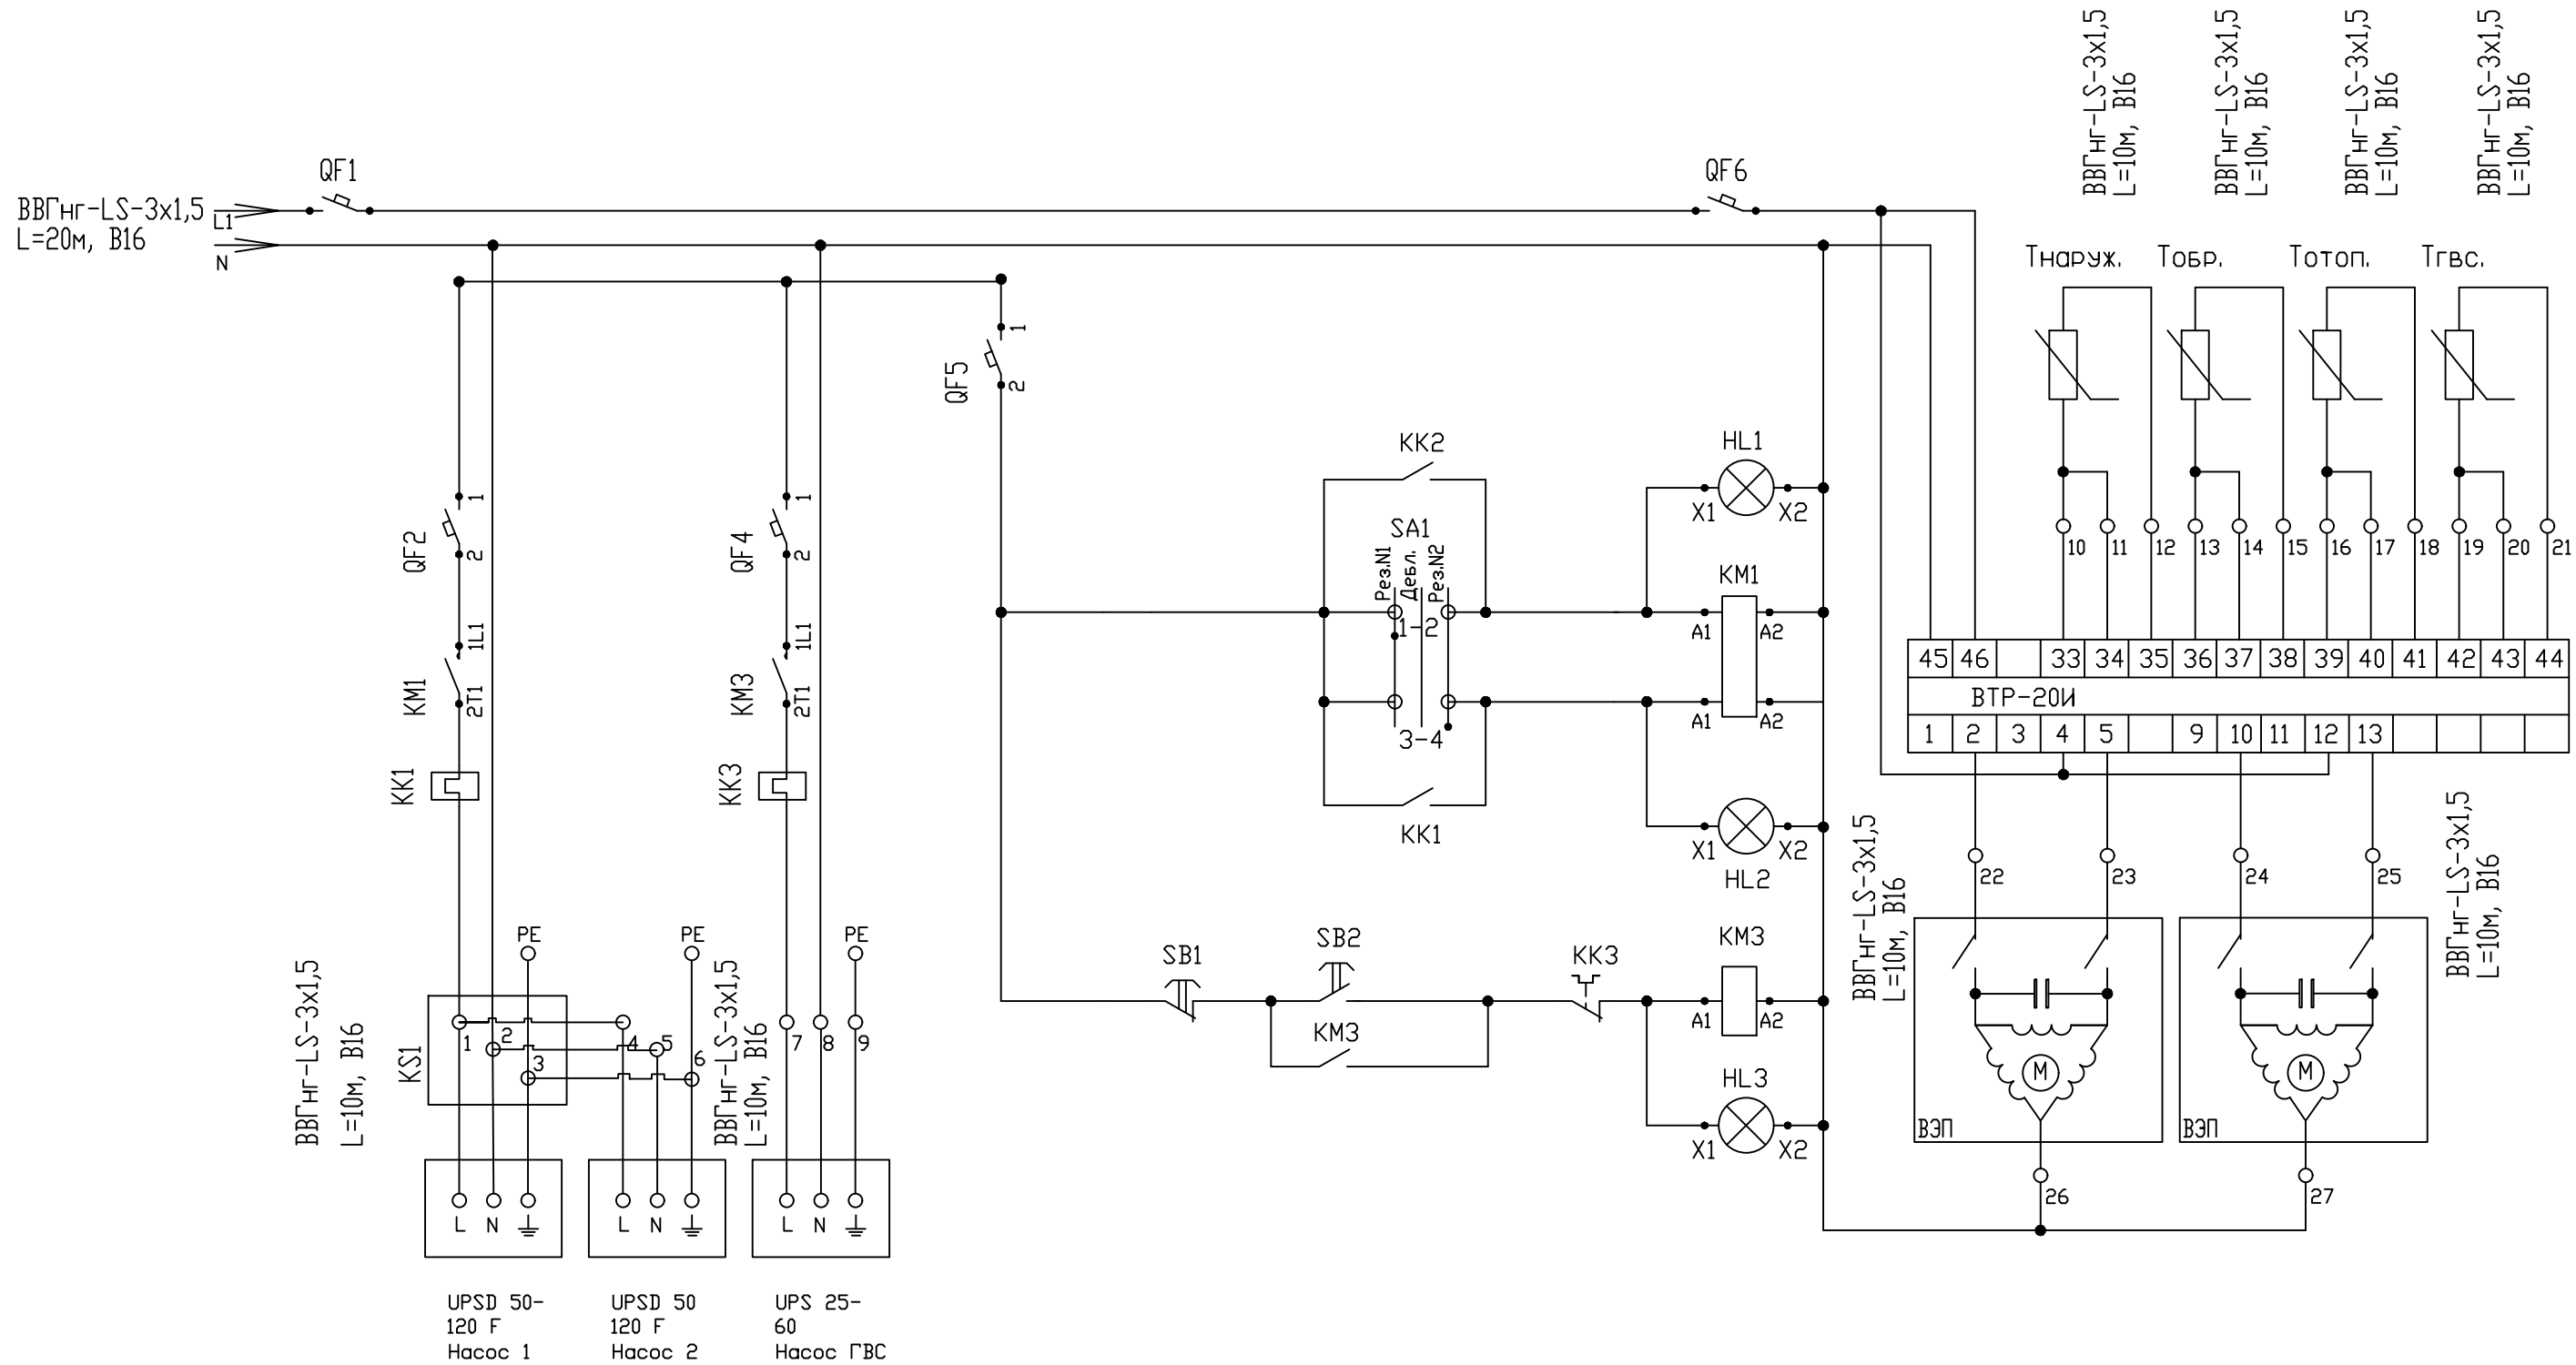 ВВГнг-LS-3х1,5
L=10м, В16
ВВГнг-LS-3х1,5
L=10м, В16
ВВГнг-LS-3х1,5
L=10м, В16
ВВГнг-LS-3х1,5
L=10м, В16
QF1
QF6
ВВГнг-LS-3х1,5
L=20м, В16
L1
N
Тнаруж.
Тобр.
Тотоп.
Тгвс.
1
QF5
2
KK2
HL1
X1
X2
1
QF2
2
1
QF4
2
SA1
Рез.N1
Дебл.
Рез.N2
10
11
12
13
14
15
16
17
18
19
20
21
KM1
1-2
A1
A2
1L1
KM1
2T1
1L1
KM3
2T1
45 46 33 34 35 36 37 38 39 40 41 42 43 44
ВТР-20И
1 2 3 4 5 9 10 11 12 13
3-4
A1
A2
KK1
KK3
KK1
X1
X2
HL2
ВВГнг-LS-3х1,5
L=10м, В16
22
23
24
25
ВВГнг-LS-3х1,5
L=10м, В16
PE
PE
PE
SB1
SB2
KK3
KM3
A1
A2
KM3
ВВГнг-LS-3х1,5
L=10м, В16
KS1
1
2
3
4
5
6
ВВГнг-LS-3х1,5
L=10м, В16
7
8
9
HL3
X1
X2
M
M
ВЭП
ВЭП
26
27
L N
L N
L N
UPSD 50-
120 F
Насос 1
UPSD 50
120 F
Насос 2
UPS 25-
60
Насос ГВС